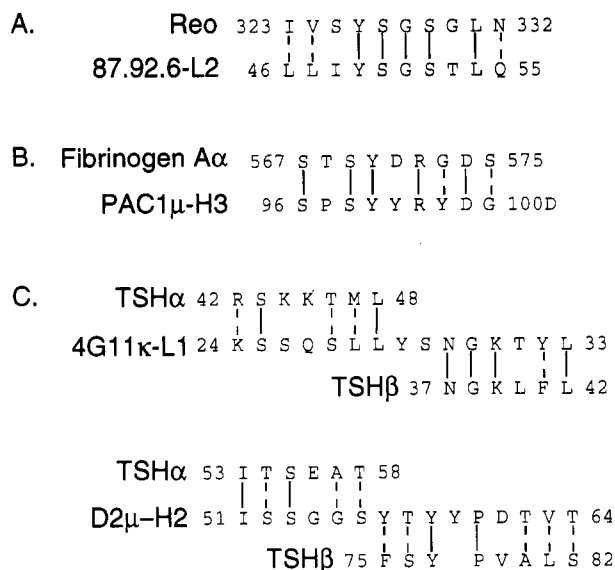 A. Reo 323 I V S Y S G S G L N 332
87.92.6-L2 46 L L I Y S G S T L Q 55
B. Fibrinogen Aα 567 S T S Y D R G D S 575
PAC1μ-H3 96 S P S Y Y R Y D G 100D
C. TSHα 42 R S K K T M L 48
4G11κ-L1 24 K S S Q S L L Y S N G K T Y L 33
TSHβ 37 N G K L F L 42
TSHα 53 I T S E A T 58
D2μ-H2 51 I S S G G S Y T Y Y P D T V T 64
TSHβ 75 F S Y P V A L S 82